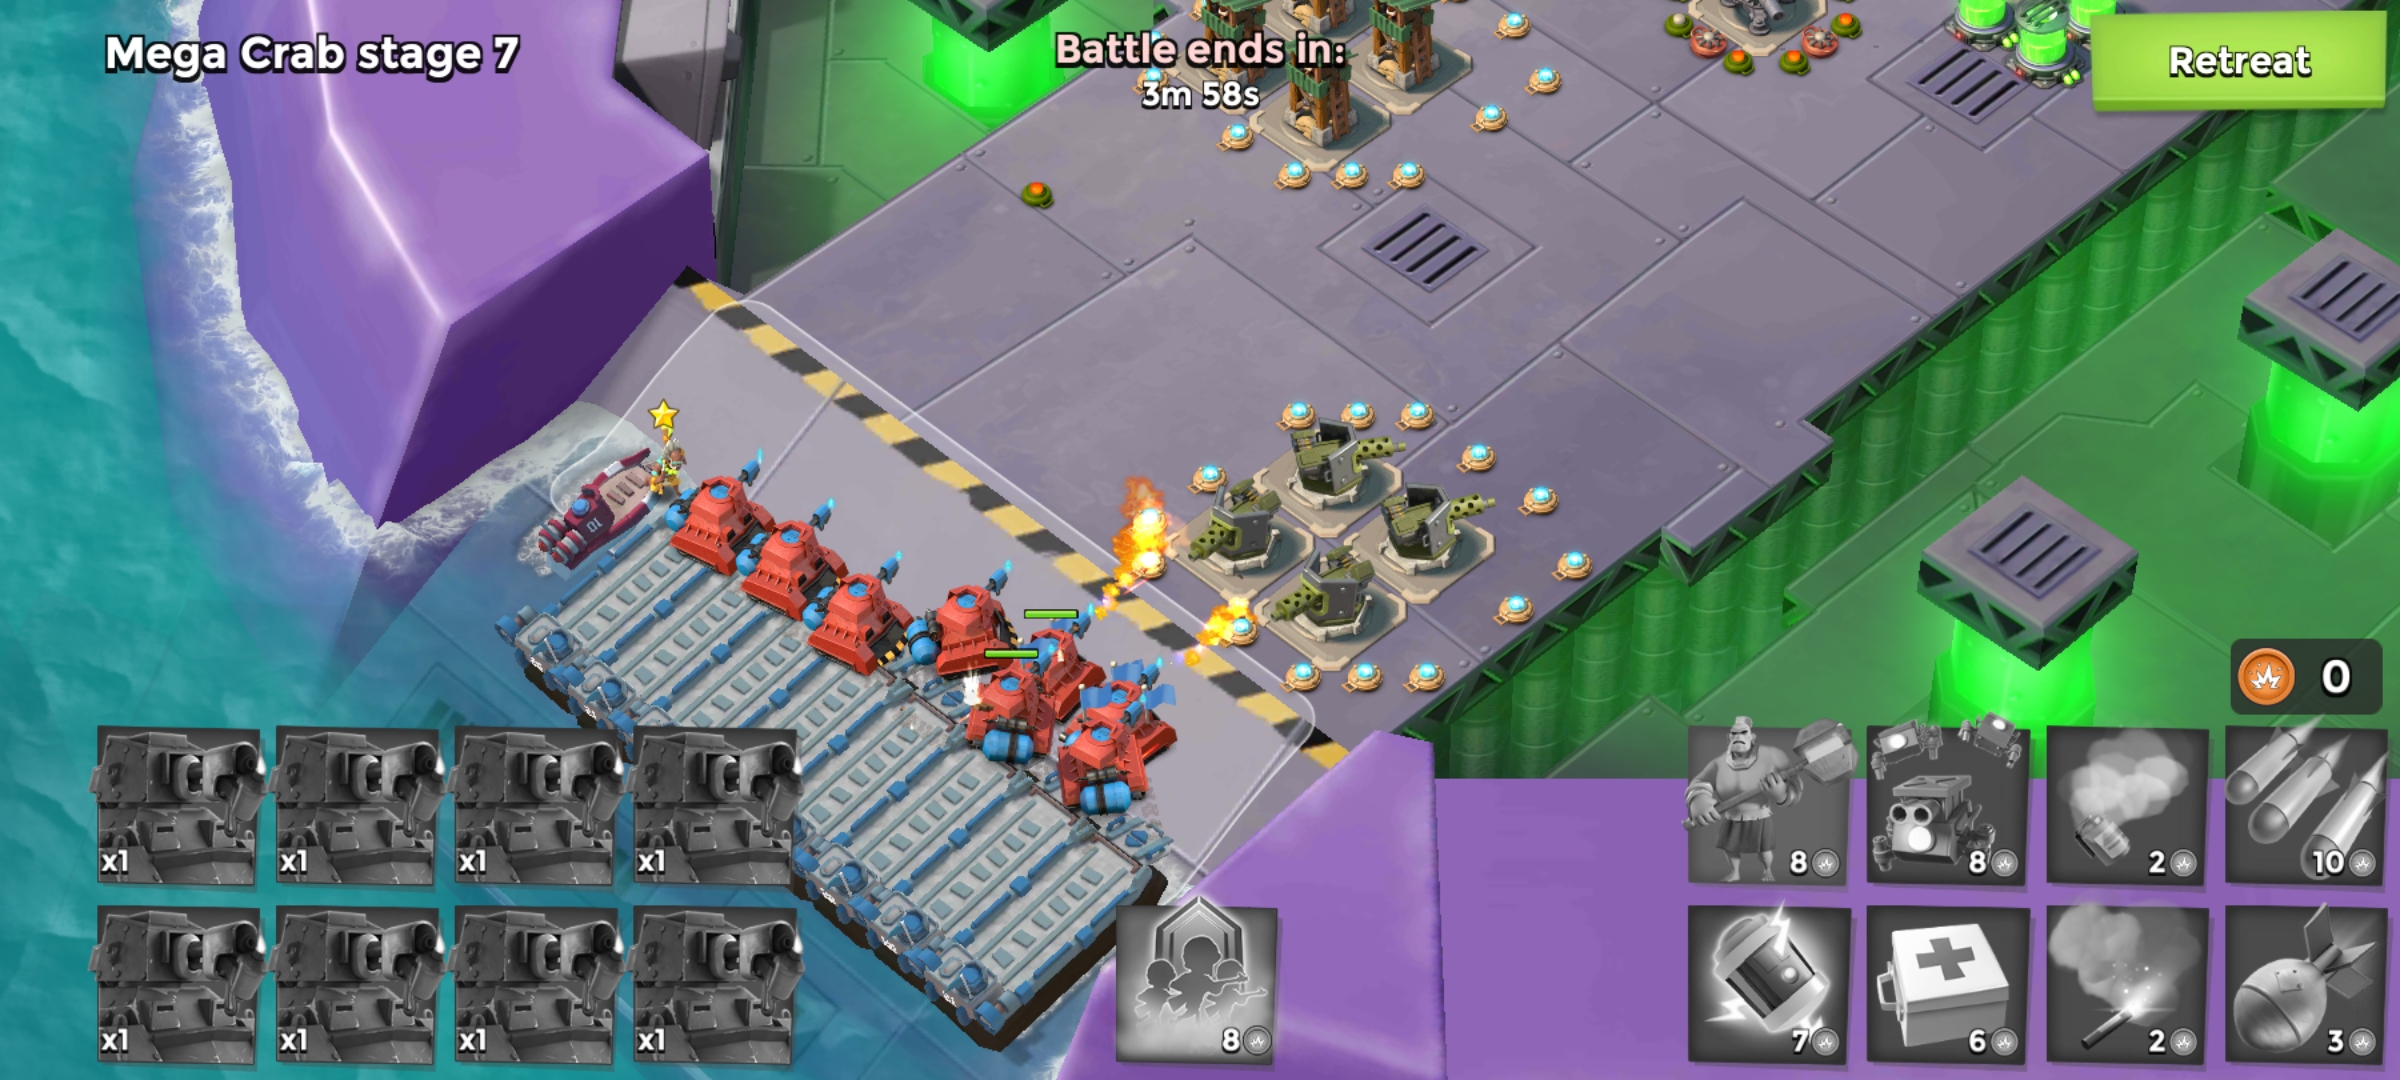 Mega Crab stage 7
Battle ends in:
3m 58s
Retreat
01
0
x1
x1
x1
x1
8
8
2
10
x1
x1
x1
x1
8
7
6
2
3